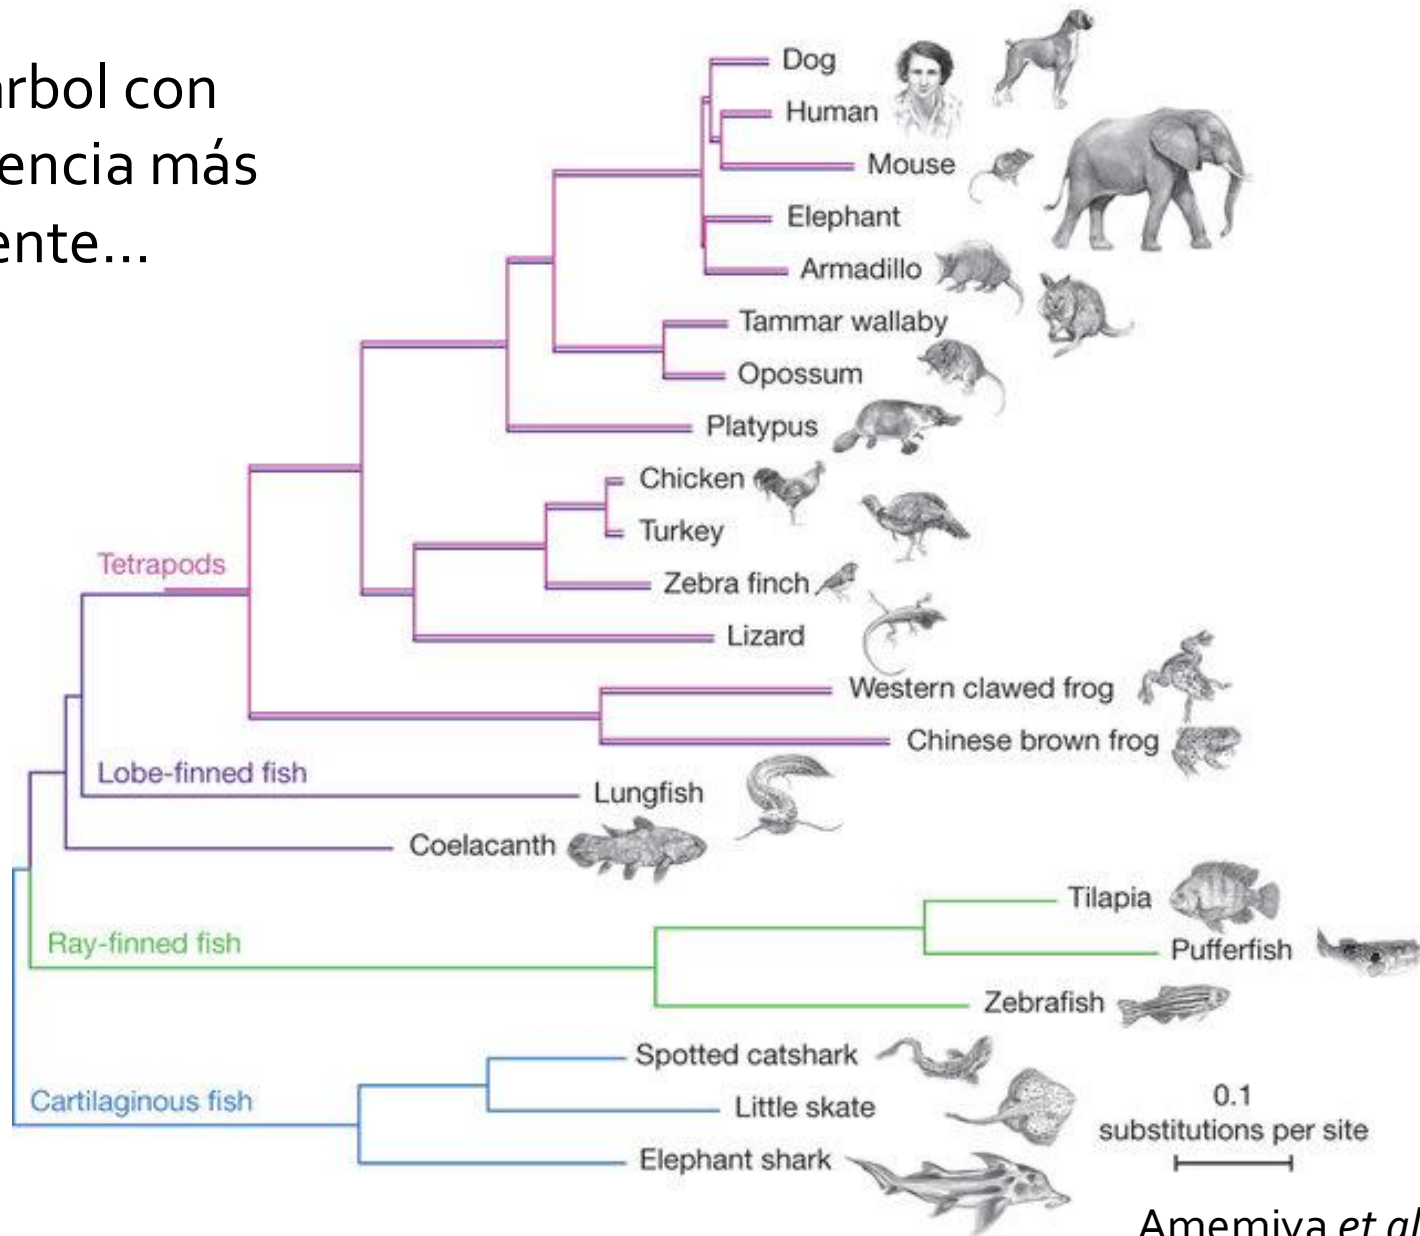 rbol con
encia más
ente...
Dog
Human
Mouse
Elephant
Armadillo
Tammar wallaby
Opossum
Platypus
Chicken
Turkey
Tetrapods
Zebra finch
Lizard
Western clawed frog
Chinese brown frog
Lobe-finned fish
Lungfish
Coelacanth
Tilapia
Ray-finned fish
Pufferfish
Zebrafish
Spotted catshark
Cartilaginous fish
Little skate
0.1
substitutions per site
Elephant shark
Amemiya et al